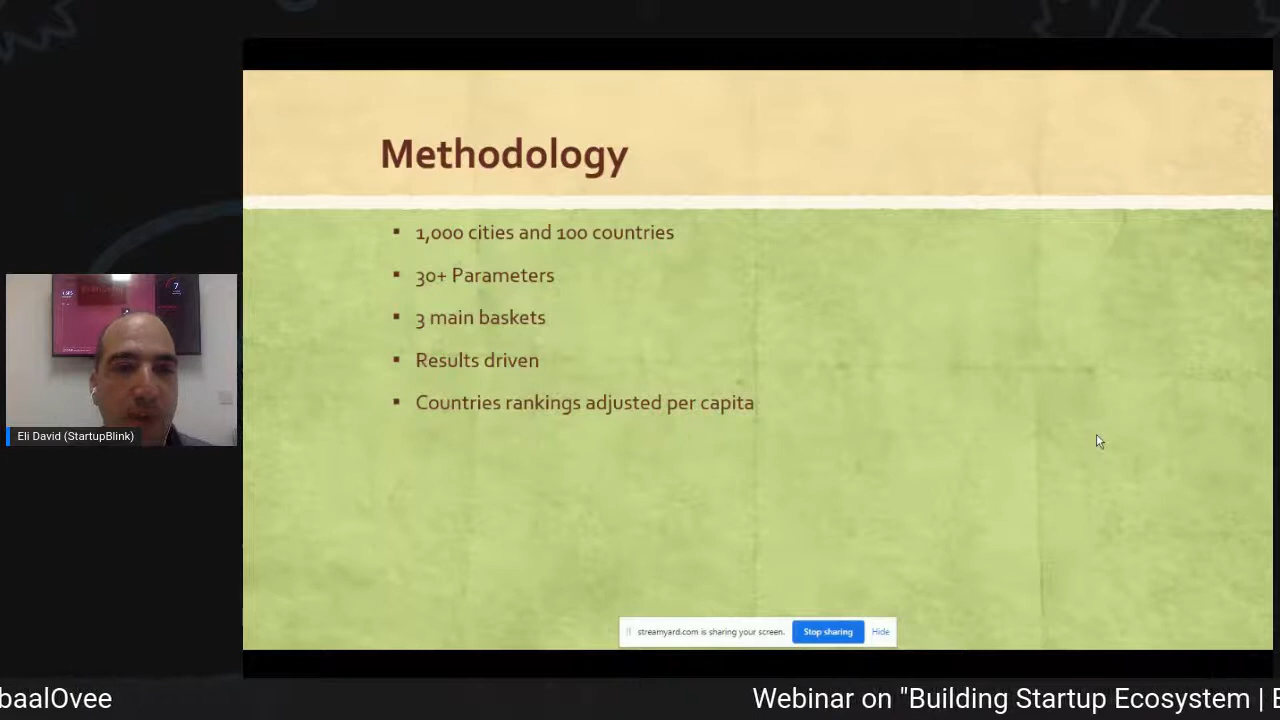 Methodology
1,000 cities and 100 countries
30+ Parameters
3 main baskets
Results driven
Countries rankings adjusted per capita
Eli David (StartupBlink)
streamyard.com is sharing your screen.
Stop sharing
Hide
baalOvee
Webinar on "Building Startup Ecosystem | E